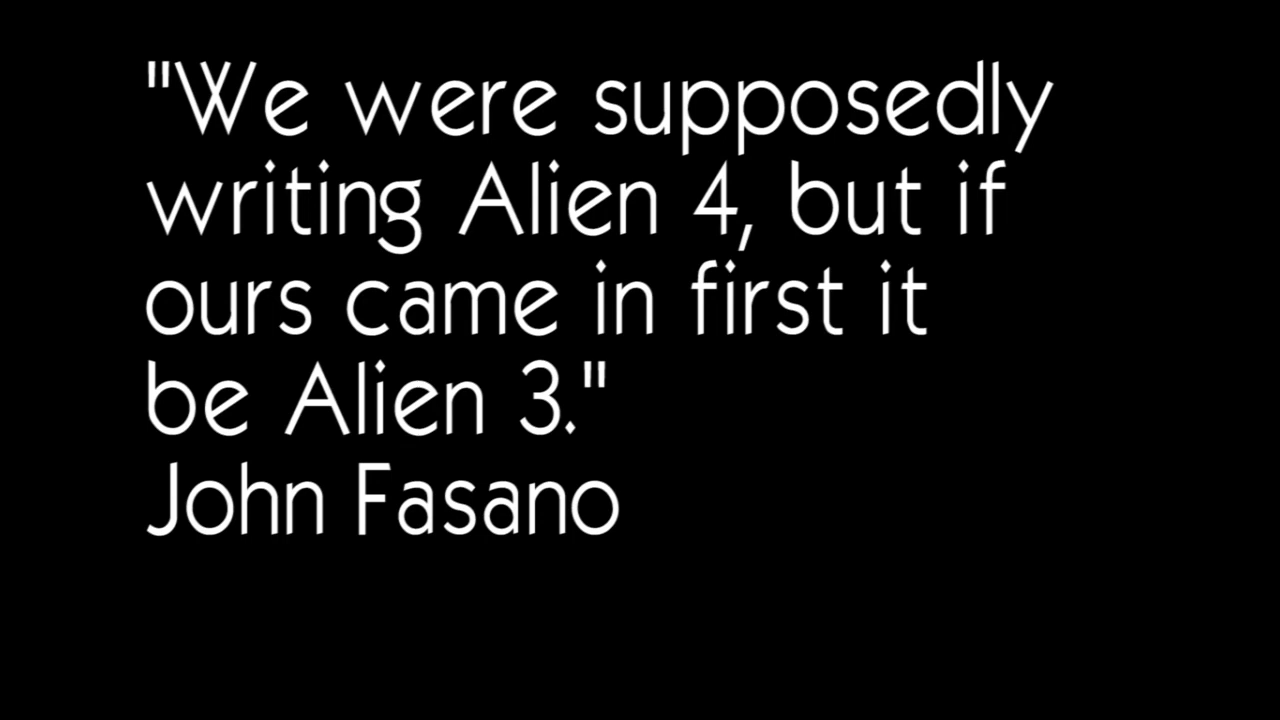 "We were supposedly
writing Alien 4, but if
ours came in first it
be Alien 3."
John Fasano